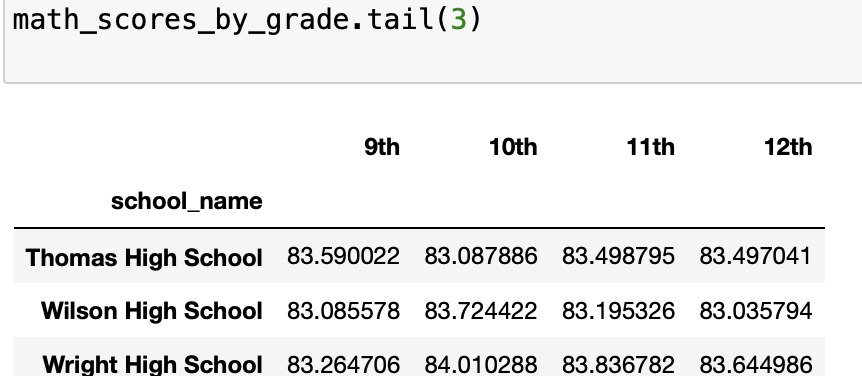 math_scores_by_grade.tail(3)
9th 10th 11th 12th
school_name
Thomas High School 83.590022 83.087886 83.498795 83.497041
Wilson High School 83.085578 83.724422 83.195326 83.035794
Wright High School 83.264706 84.010288 83.836782 83.644986